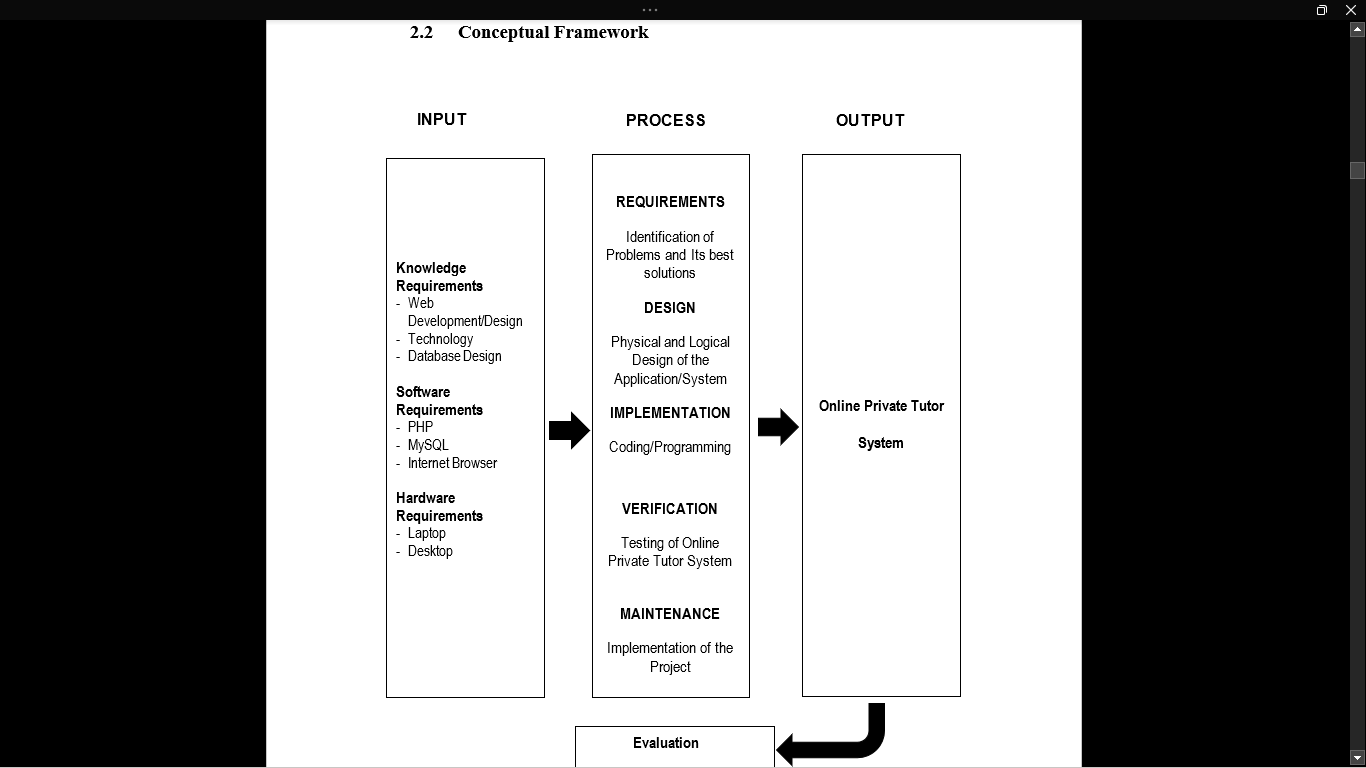 2.2 Conceptual Framework
INPUT
PROCESS
OUTPUT
Knowledge
Requirements
- Web
Development/Design
- Technology
- Database Design
Software
Requirements
- PHP
- MySQL
- Internet Browser
Hardware
Requirements
- Laptop
- Desktop
REQUIREMENTS
Identification of
Problems and Its best
solutions
DESIGN
Physical and Logical
Design of the
Application/System
IMPLEMENTATION
Coding/Programming
VERIFICATION
Testing of Online
Private Tutor System
MAINTENANCE
Implementation of the
Project
Online Private Tutor
System
Evaluation